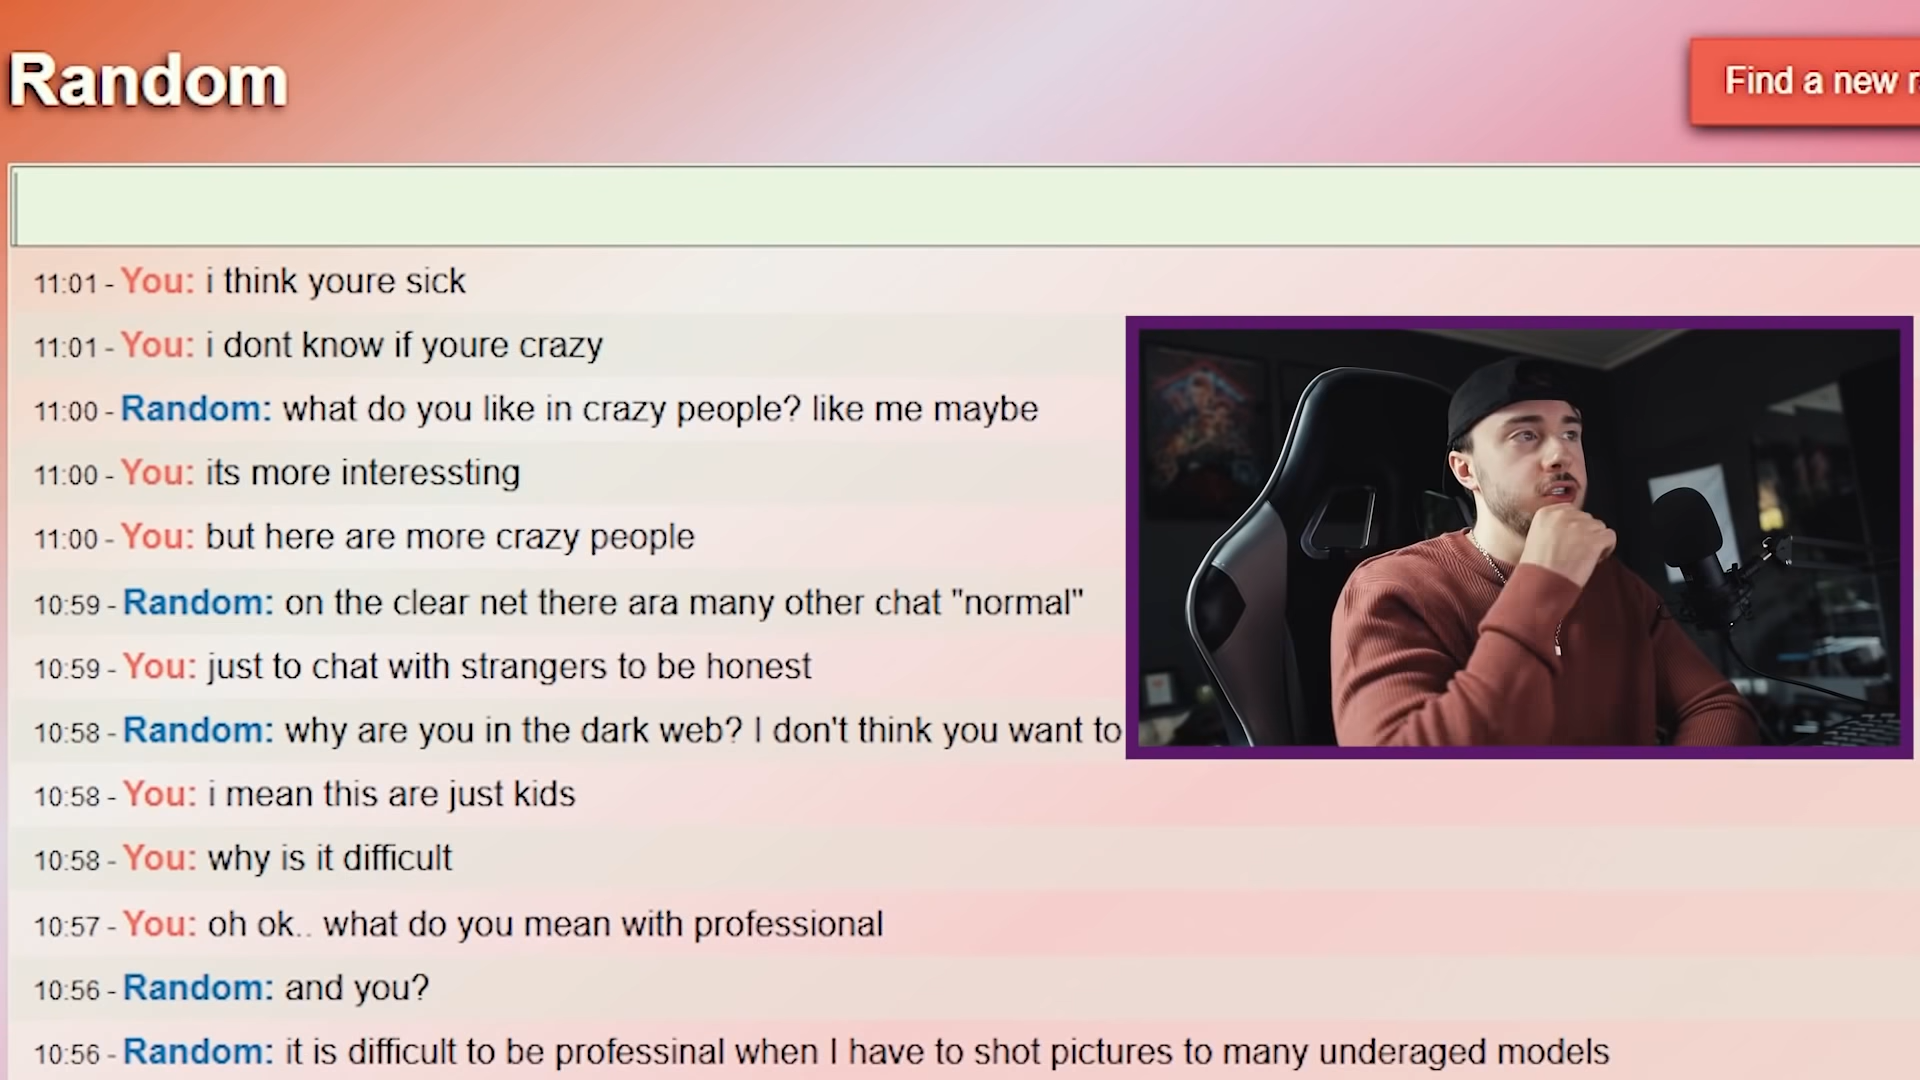 Random
Find a new
11:01 - You: i think youre sick
11:01 - You: i dont know if youre crazy
11:00 - Random: what do you like in crazy people? like me maybe
11:00 - You: its more interessting
11:00 - You: but here are more crazy people
10:59 - Random: on the clear net there ara many other chat "normal"
10:59 - You: just to chat with strangers to be honest
10:58 - Random: why are you in the dark web? I don't think you want to
10:58 - You: i mean this are just kids
10:58 - You: why is it difficult
10:57 - You: oh ok.. what do you mean with professional
10:56 - Random: and you?
10:56 - Random: it is difficult to be professinal when I have to shot pictures to many underaged models